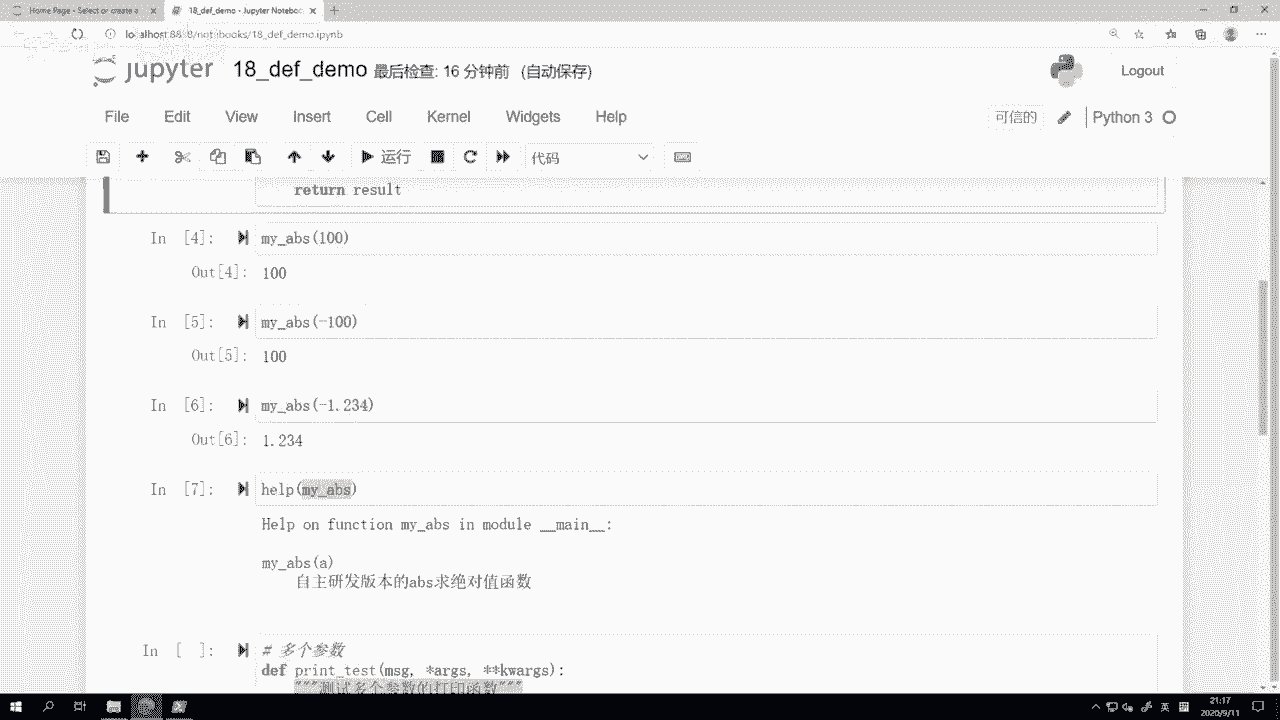 Home Page - Select or create a
18_def_demo - Jupyter Notebook
localhost:8888/notebooks/18_def_demo.ipynb
jupyter 18_def_demo 最后检查: 16 分钟前 (自动保存)
Logout
File Edit View Insert Cell Kernel Widgets Help
可信的
Python 3
运行
代码
return result
In [4]: my_abs(100)
Out[4]: 100
In [5]: my_abs(-100)
Out[5]: 100
In [6]: my_abs(-1.234)
Out[6]: 1.234
In [7]: help(my_abs)
Help on function my_abs in module __main__:
my_abs(a)
自主研发版本的abs求绝对值函数
In [ ]: # 多个参数
def print_test(msg, *args, **kwargs):
"""测试多个参数的打印函数"""
21:17
2020/9/11